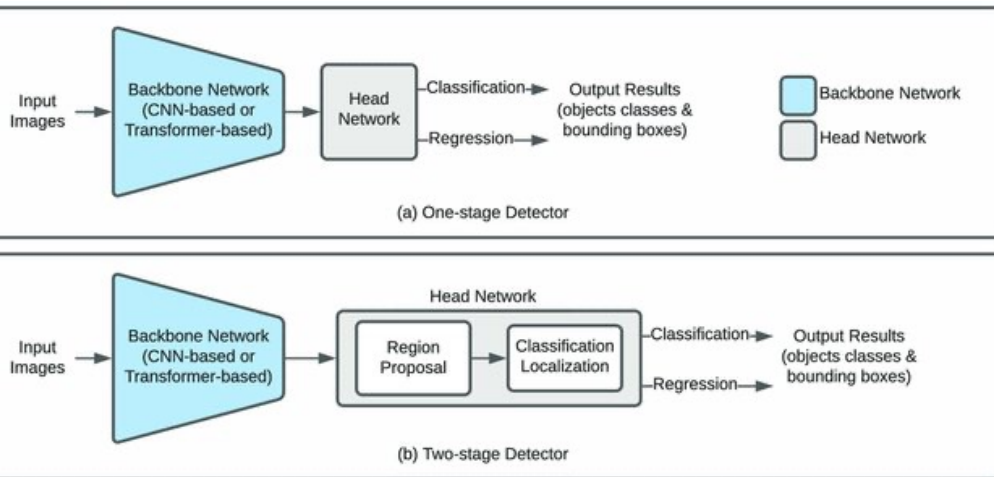 Input
Images
Backbone Network
(CNN-based or
Transformer-based)
Head
Network
Classification
Regression
Output Results
(objects classes &
bounding boxes)
Backbone Network
Head Network
(a) One-stage Detector
Head Network
Input
Images
Backbone Network
(CNN-based or
Transformer-based)
Region
Proposal
Classification
Localization
Classification
Regression
Output Results
(objects classes &
bounding boxes)
(b) Two-stage Detector